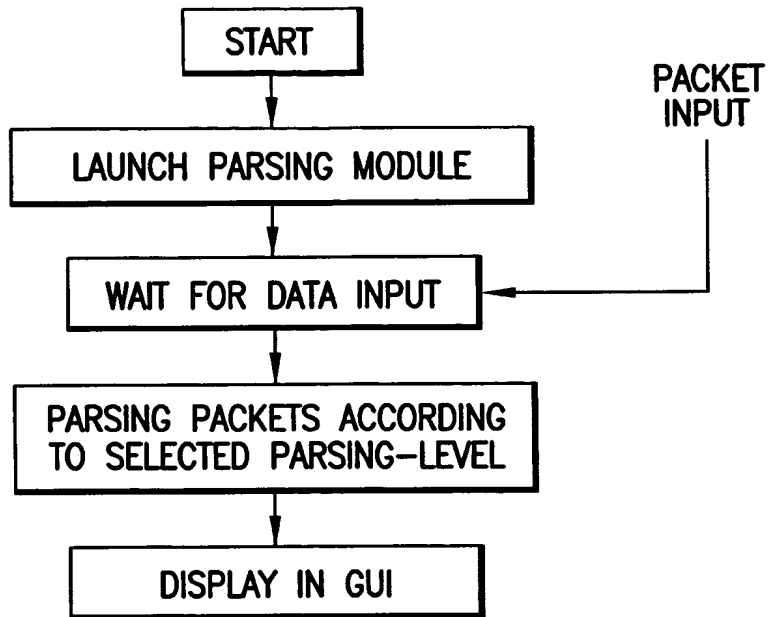 START
PACKET
INPUT
LAUNCH PARSING MODULE
WAIT FOR DATA INPUT
PARSING PACKETS ACCORDING
TO SELECTED PARSING-LEVEL
DISPLAY IN GUI